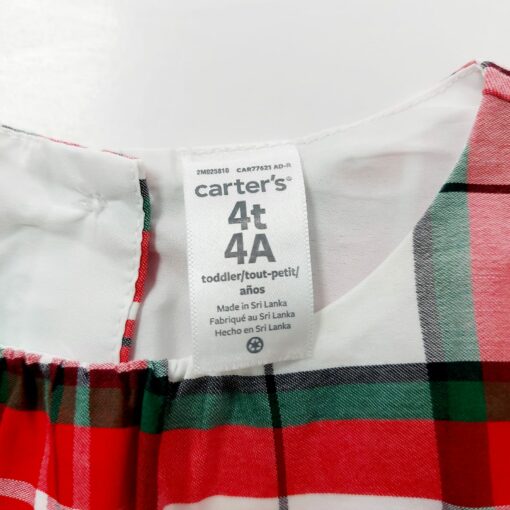 2M025810 CAR77621 AD-R
carter's®
4t
4A
toddler/tout-petit/
años
Made in Sri Lanka
Fabriqué au Sri Lanka
Hecho en Sri Lanka